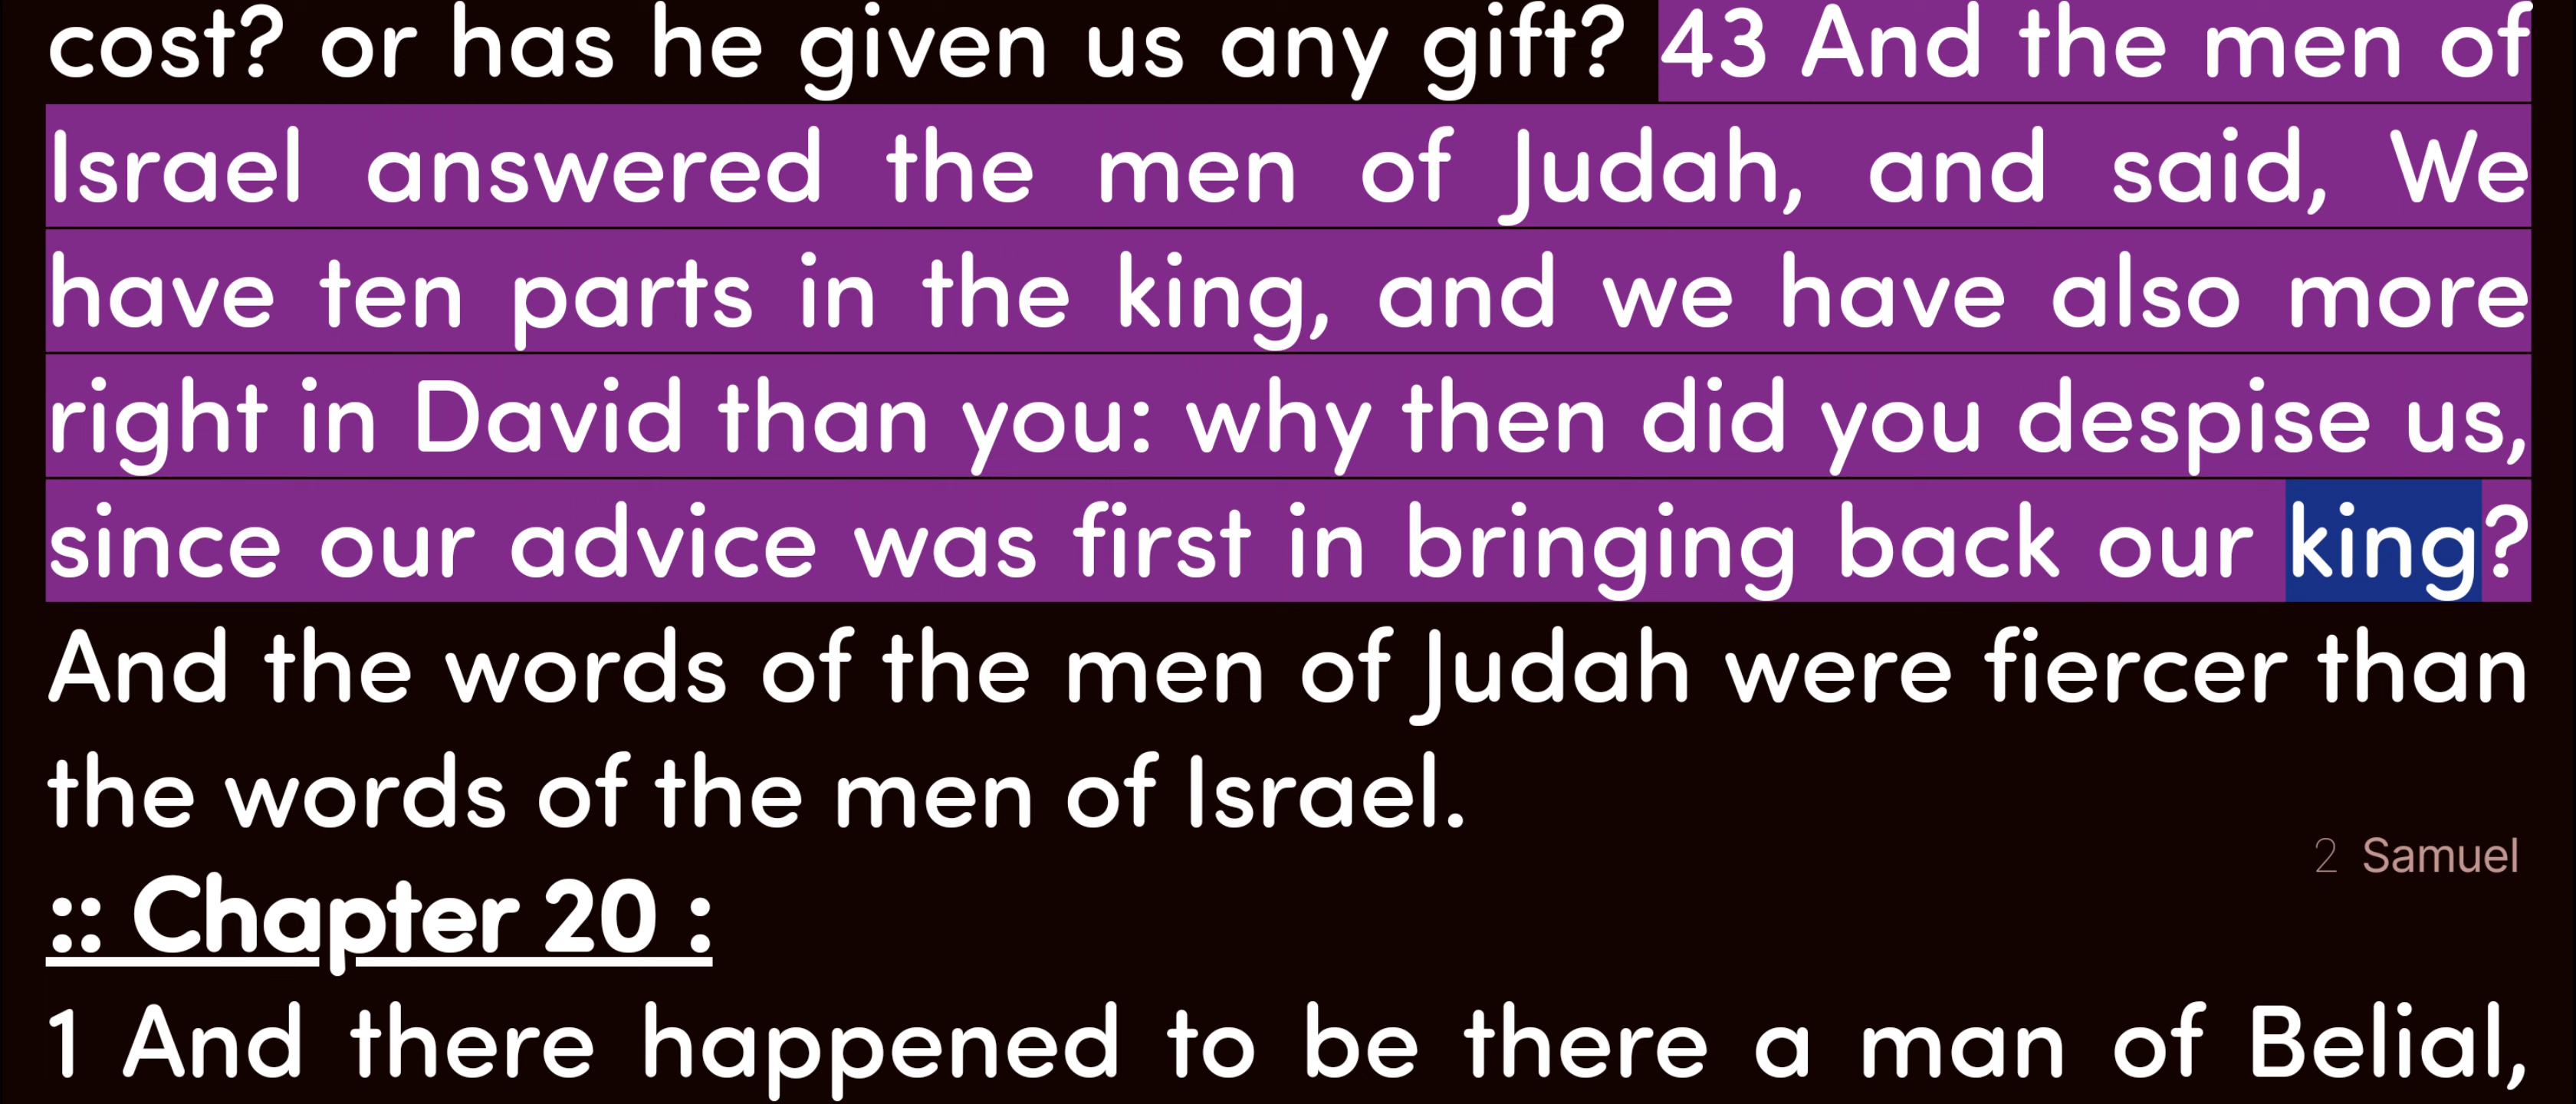 cost? or has he given us any gift? 43 And the men of
Israel answered the men of Judah, and said, We
have ten parts in the king, and we have also more
right in David than you: why then did you despise us,
since our advice was first in bringing back our king?
And the words of the men of Judah were fiercer than
the words of the men of Israel.
2 Samuel
:: Chapter 20 :
1 And there happened to be there a man of Belial,